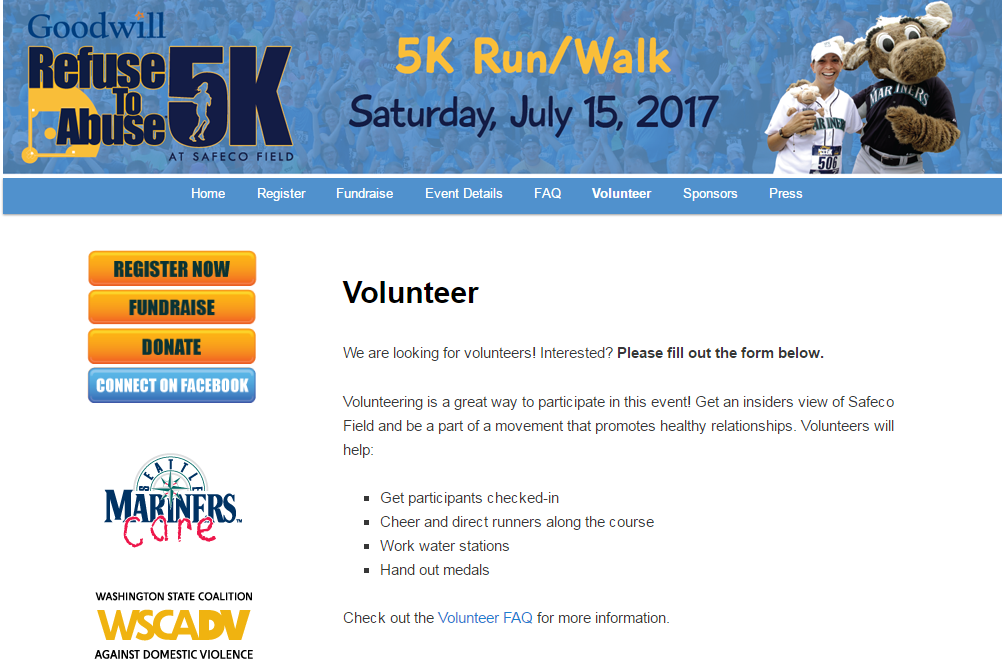 Goodwill
Refuse
To
Abuse
5K
AT SAFECO FIELD
5K Run/Walk
Saturday, July 15, 2017
MARINERS
MARINE
506
Home Register Fundraise Event Details FAQ Volunteer Sponsors Press
REGISTER NOW
FUNDRAISE
DONATE
CONNECT ON FACEBOOK
SEATTLE
MARINERS
care
WASHINGTON STATE COALITION
WSCADV
AGAINST DOMESTIC VIOLENCE
Volunteer
We are looking for volunteers! Interested? Please fill out the form below.
Volunteering is a great way to participate in this event! Get an insiders view of Safeco
Field and be a part of a movement that promotes healthy relationships. Volunteers will
help:
Get participants checked-in
Cheer and direct runners along the course
Work water stations
Hand out medals
Check out the Volunteer FAQ for more information.